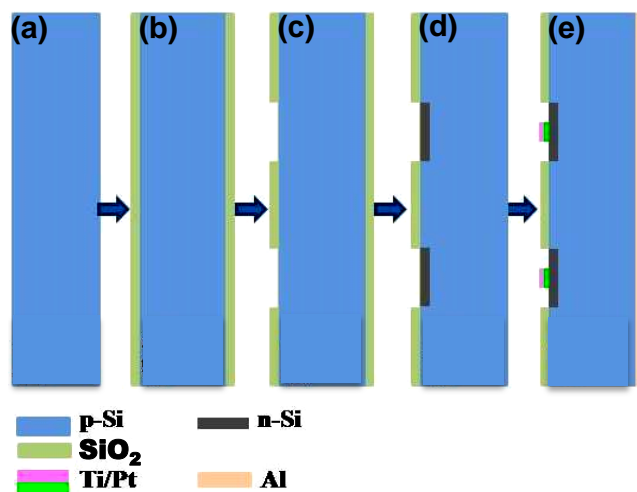 (a) (b) (c) (d) (e)
p-Si n-Si
SiO₂
Ti/Pt Al